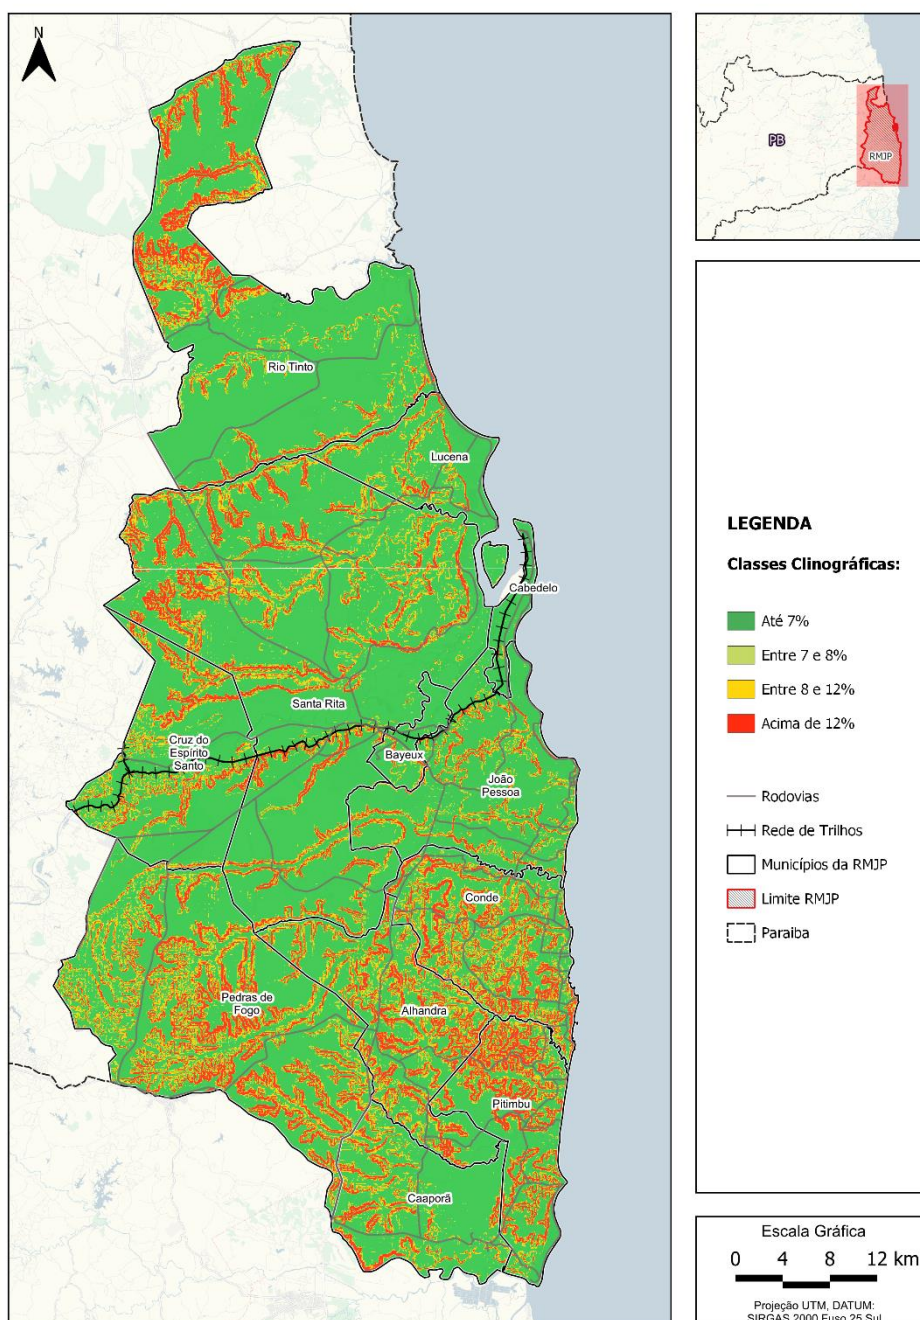 N
Rio Tinto
Lucena
Cabedelo
Santa Rita
Cruz do
Espírito
Santo
Bayeux
João
Pessoa
Conde
Pedras de
Fogo
Alhandra
Pitimbu
Caaporã
PB
RMJP
LEGENDA
Classes Clinográficas:
Até 7%
Entre 7 e 8%
Entre 8 e 12%
Acima de 12%
Rodovias
Rede de Trilhos
Municípios da RMJP
Limite RMJP
Paraiba
Escala Gráfica
0 4 8 12 km
Projeção UTM, DATUM:
SIRGAS 2000 Fuso 25 Sul